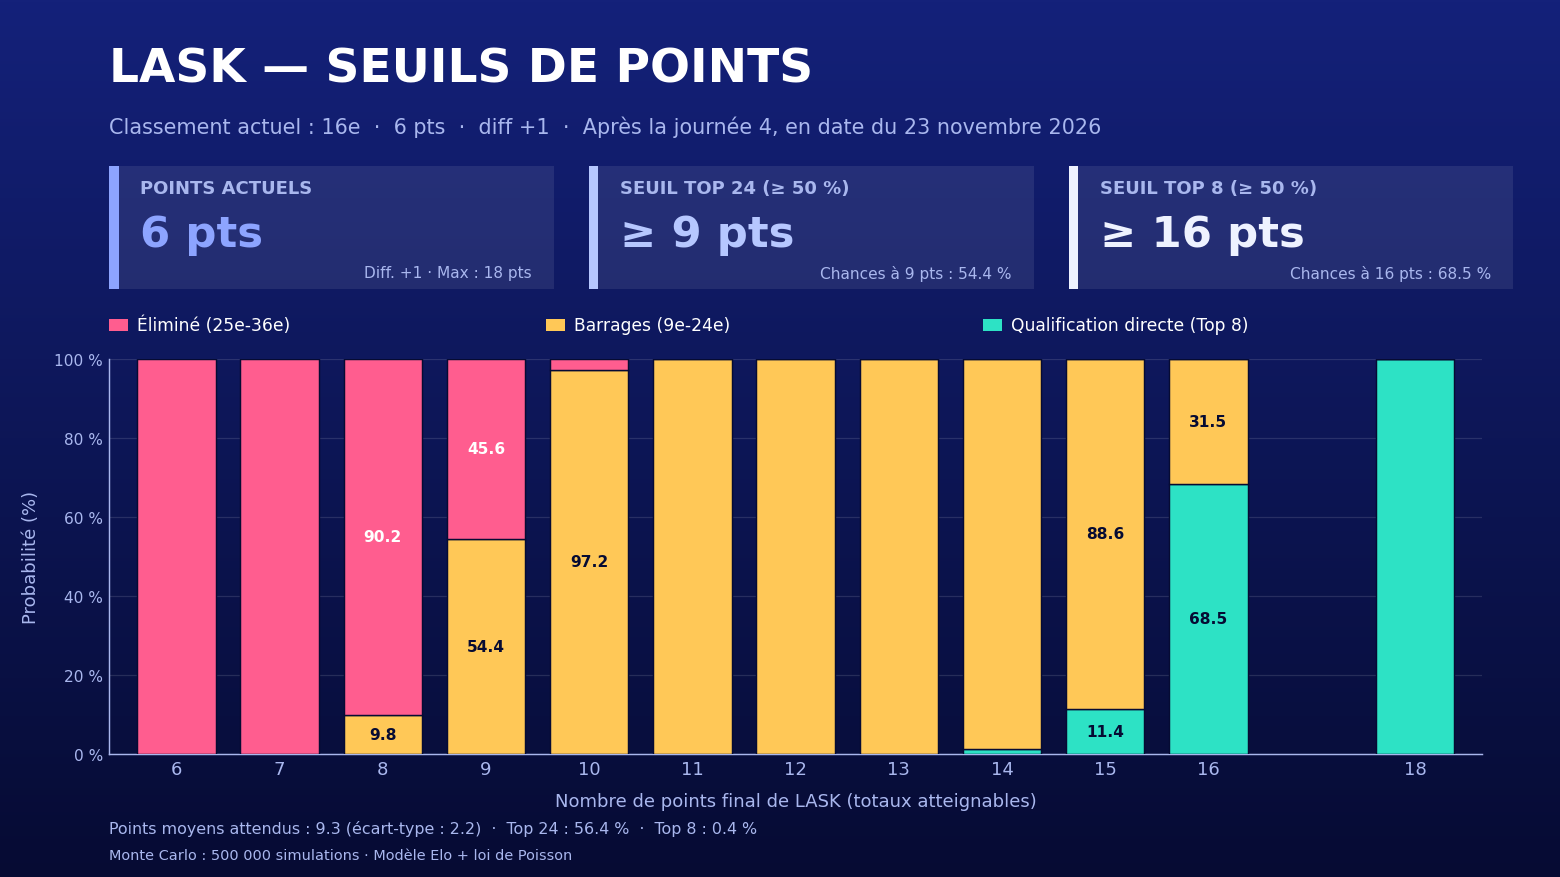 LASK — SEUILS DE POINTS
Classement actuel : 16e · 6 pts · diff +1 · Après la journée 4, en date du 23 novembre 2026
POINTS ACTUELS
6 pts
Diff. +1 · Max : 18 pts
SEUIL TOP 24 (≥ 50 %)
≥ 9 pts
Chances à 9 pts : 54.4 %
SEUIL TOP 8 (≥ 50 %)
≥ 16 pts
Chances à 16 pts : 68.5 %
Éliminé (25e-36e)
Barrages (9e-24e)
Qualification directe (Top 8)
Probabilité (%)
100 %
80 %
60 %
40 %
20 %
0 %
90.2
9.8
45.6
54.4
97.2
88.6
11.4
31.5
68.5
6 7 8 9 10 11 12 13 14 15 16 18
Nombre de points final de LASK (totaux atteignables)
Points moyens attendus : 9.3 (écart-type : 2.2) · Top 24 : 56.4 % · Top 8 : 0.4 %
Monte Carlo : 500 000 simulations · Modèle Elo + loi de Poisson